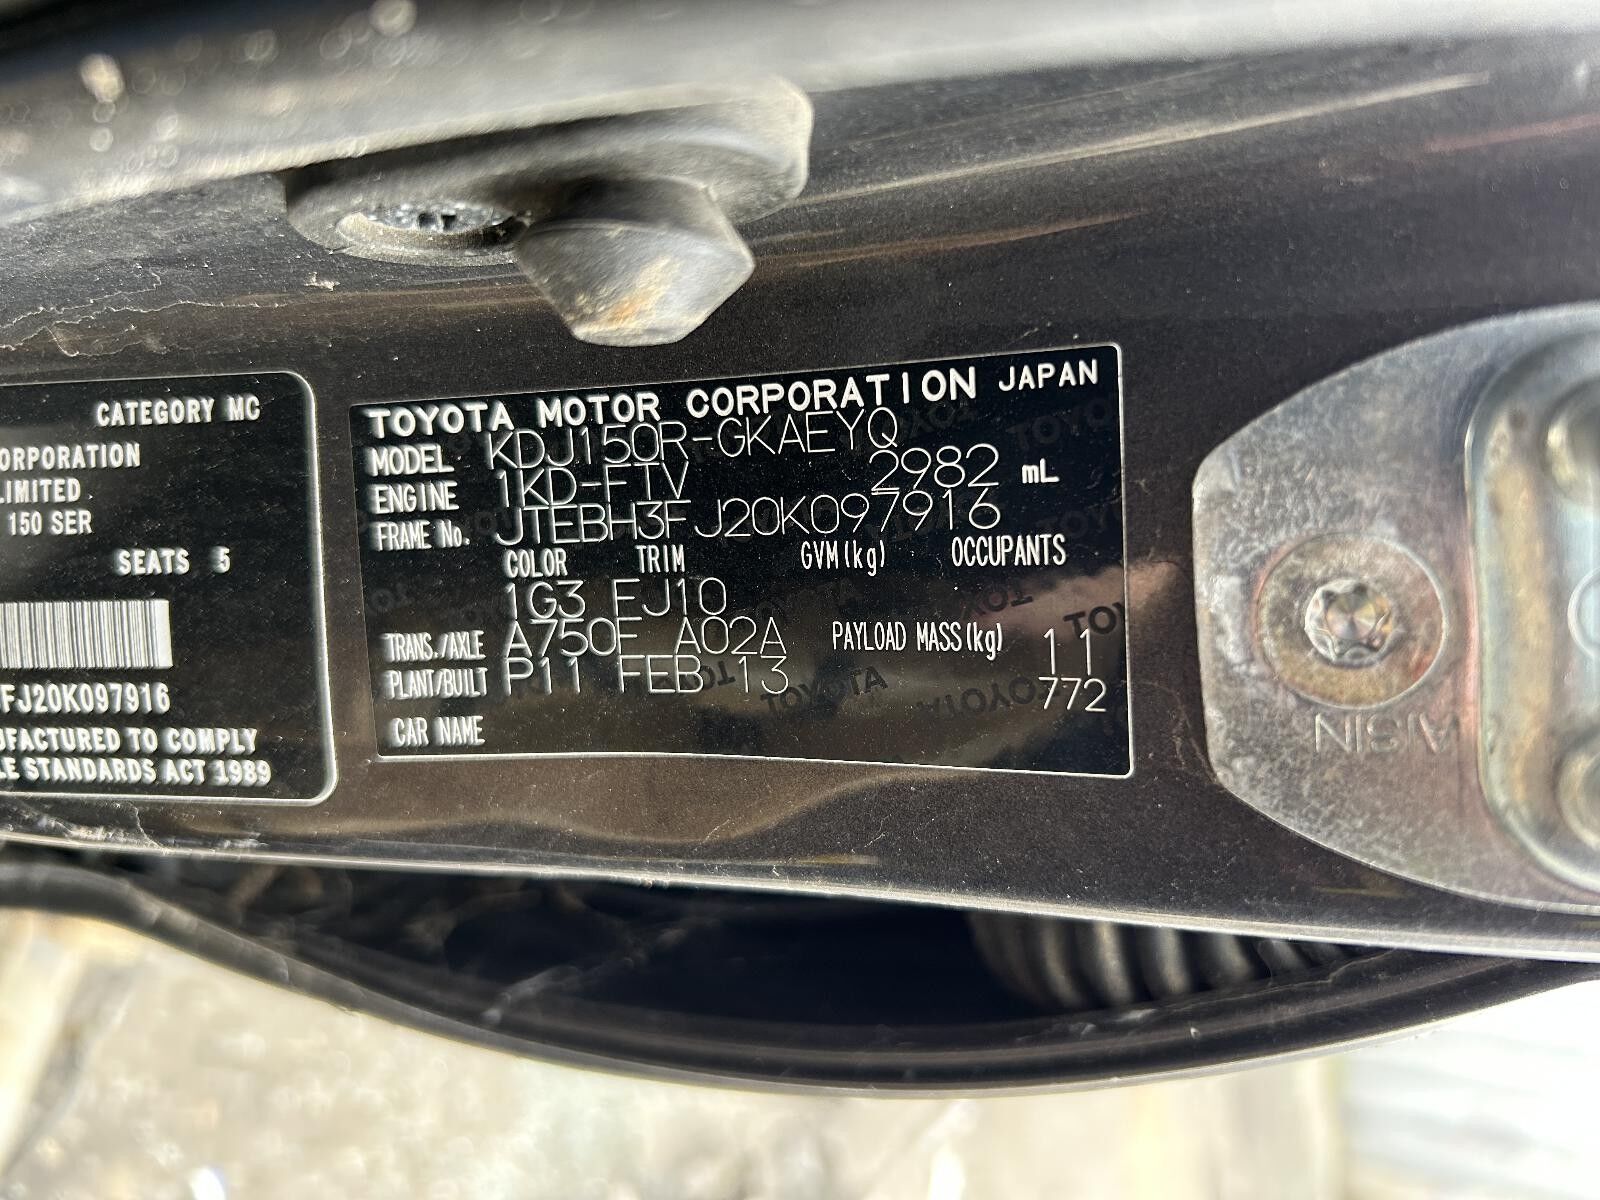 CATEGORY MC
ORPORATION
LIMITED
150 SER
SEATS 5
FJ20K097916
UFACTURED TO COMPLY
LE STANDARDS ACT 1989
TOYOTA MOTOR CORPORATION JAPAN
MODEL KDJ150R-GKAEYQ
ENGINE 1KD-FTV 2982 mL
FRAME No. JTEBH3FJ20K097916
COLOR TRIM GVM(kg) OCCUPANTS
1G3 FJ10
TRANS./AXLE A750F A02A PAYLOAD MASS(kg) 11
PLANT/BUILT P11 FEB 13 772
CAR NAME
AISIN